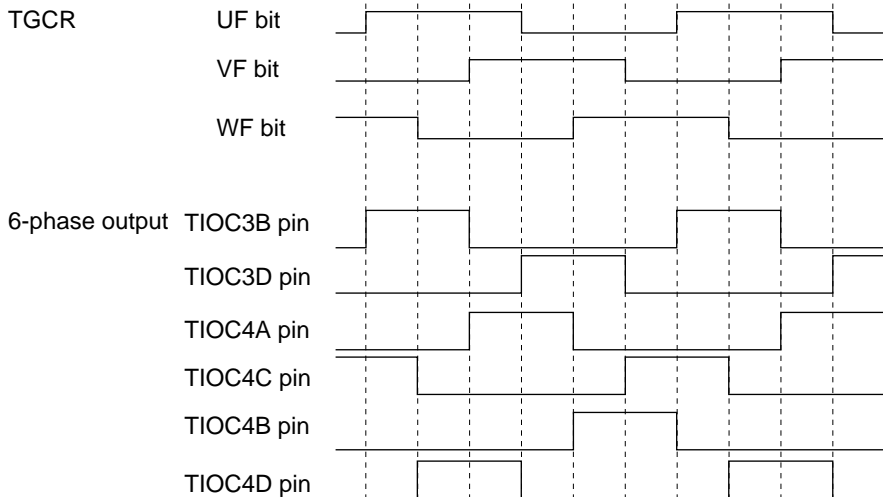 TGCR UF bit
VF bit
WF bit
6-phase output TIOC3B pin
TIOC3D pin
TIOC4A pin
TIOC4C pin
TIOC4B pin
TIOC4D pin